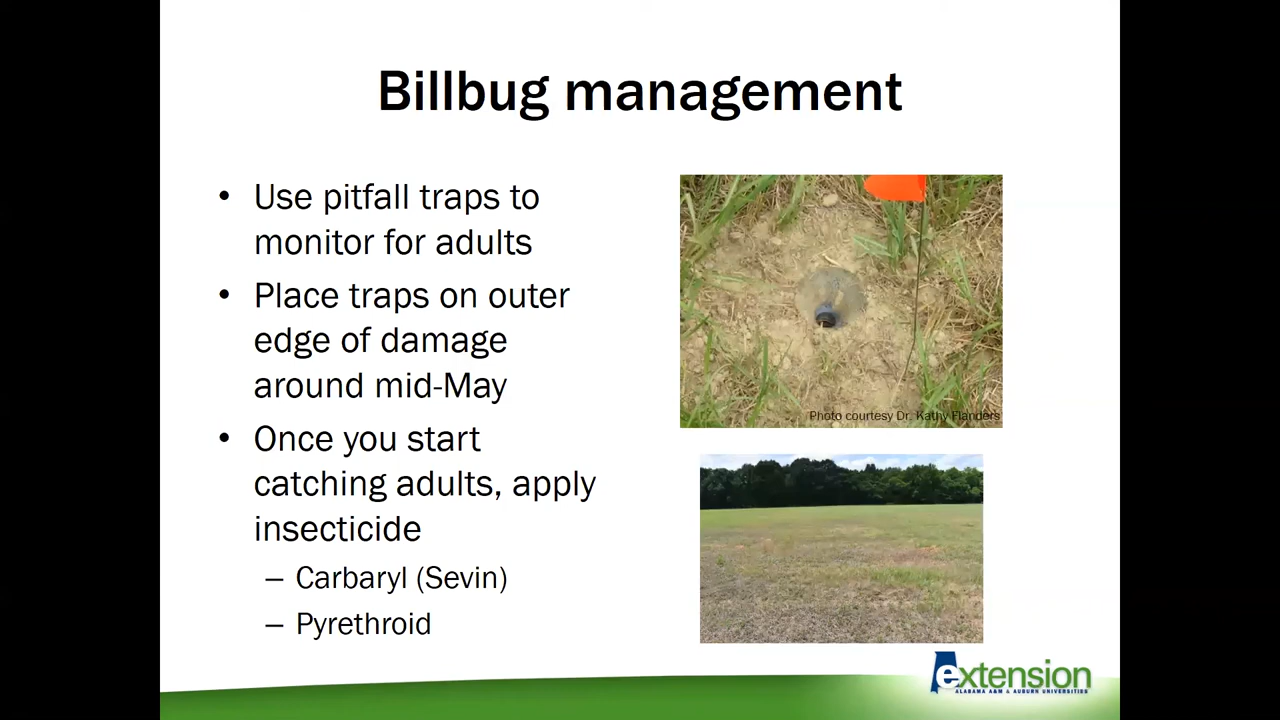 Billbug management
• Use pitfall traps to
monitor for adults
• Place traps on outer
edge of damage
around mid-May
• Once you start
catching adults, apply
insecticide
– Carbaryl (Sevin)
– Pyrethroid
Photo courtesy Dr. Kathy Flanders
extension
ALABAMA A&M & AUBURN UNIVERSITIES